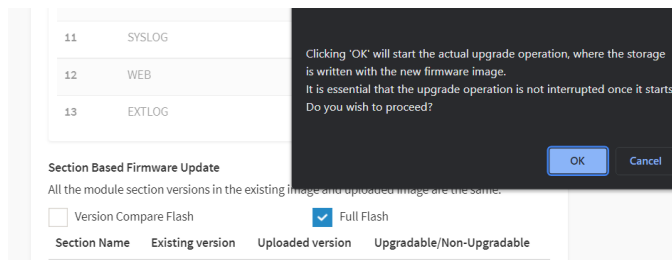 11 SYSLOG
12 WEB
13 EXTLOG
Clicking 'OK' will start the actual upgrade operation, where the storage
is written with the new firmware image.
It is essential that the upgrade operation is not interrupted once it starts
Do you wish to proceed?
OK Cancel
Section Based Firmware Update
All the module section versions in the existing image and uploaded image are the same.
Version Compare Flash Full Flash
Section Name Existing version Uploaded version Upgradable/Non-Upgradable